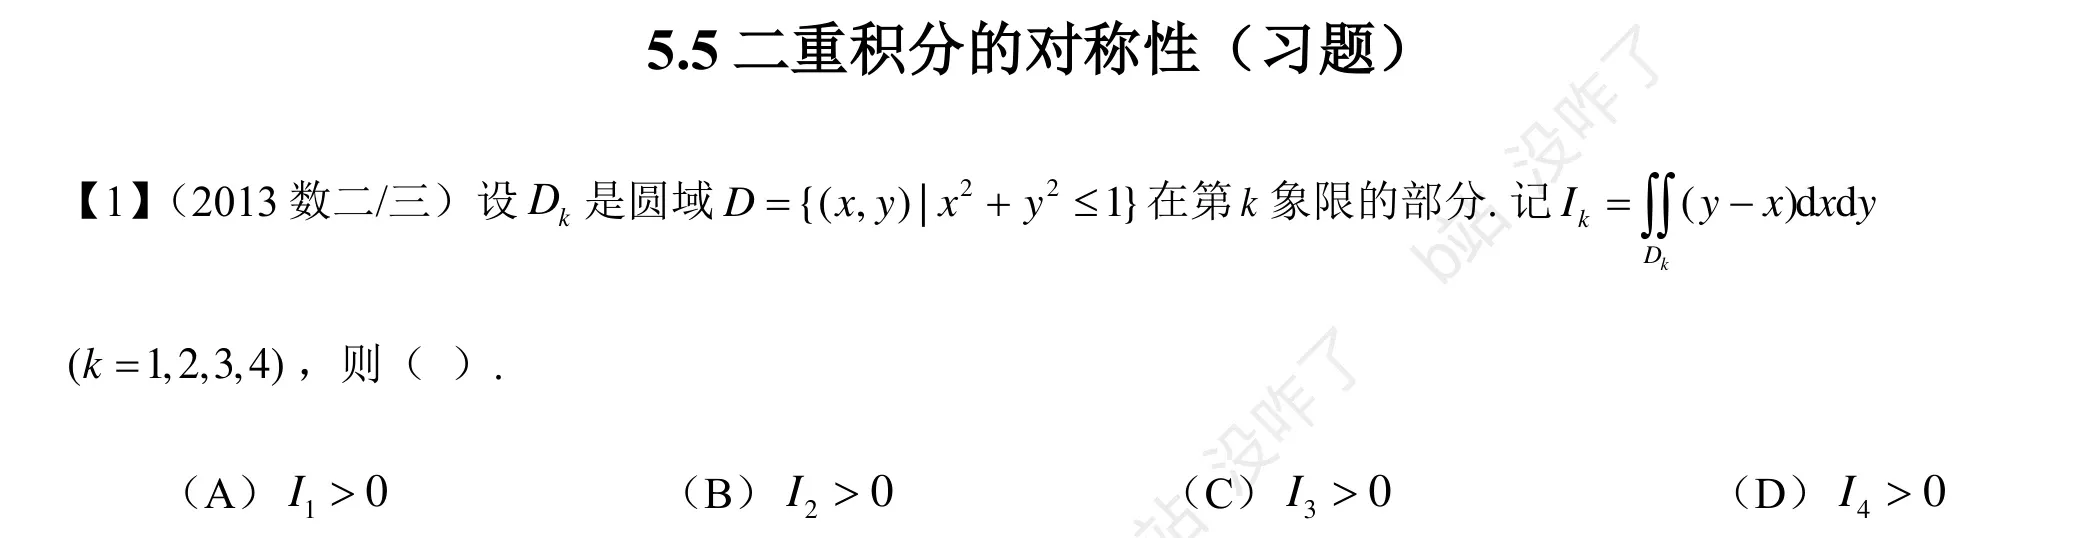 5.5 二重积分的对称性（习题）
【1】（2013 数二/三）设 $D_k$ 是圆域 $D=\{(x,y)|x^2+y^2\leq 1\}$ 在第 $k$ 象限的部分. 记 $I_k=\iint\limits_{D_k}(y-x)\mathrm{d}x\mathrm{d}y$
$(k=1,2,3,4)$，则（ ）.
（A）$I_1>0$ （B）$I_2>0$ （C）$I_3>0$ （D）$I_4>0$
b站 没咋了
站 没咋了